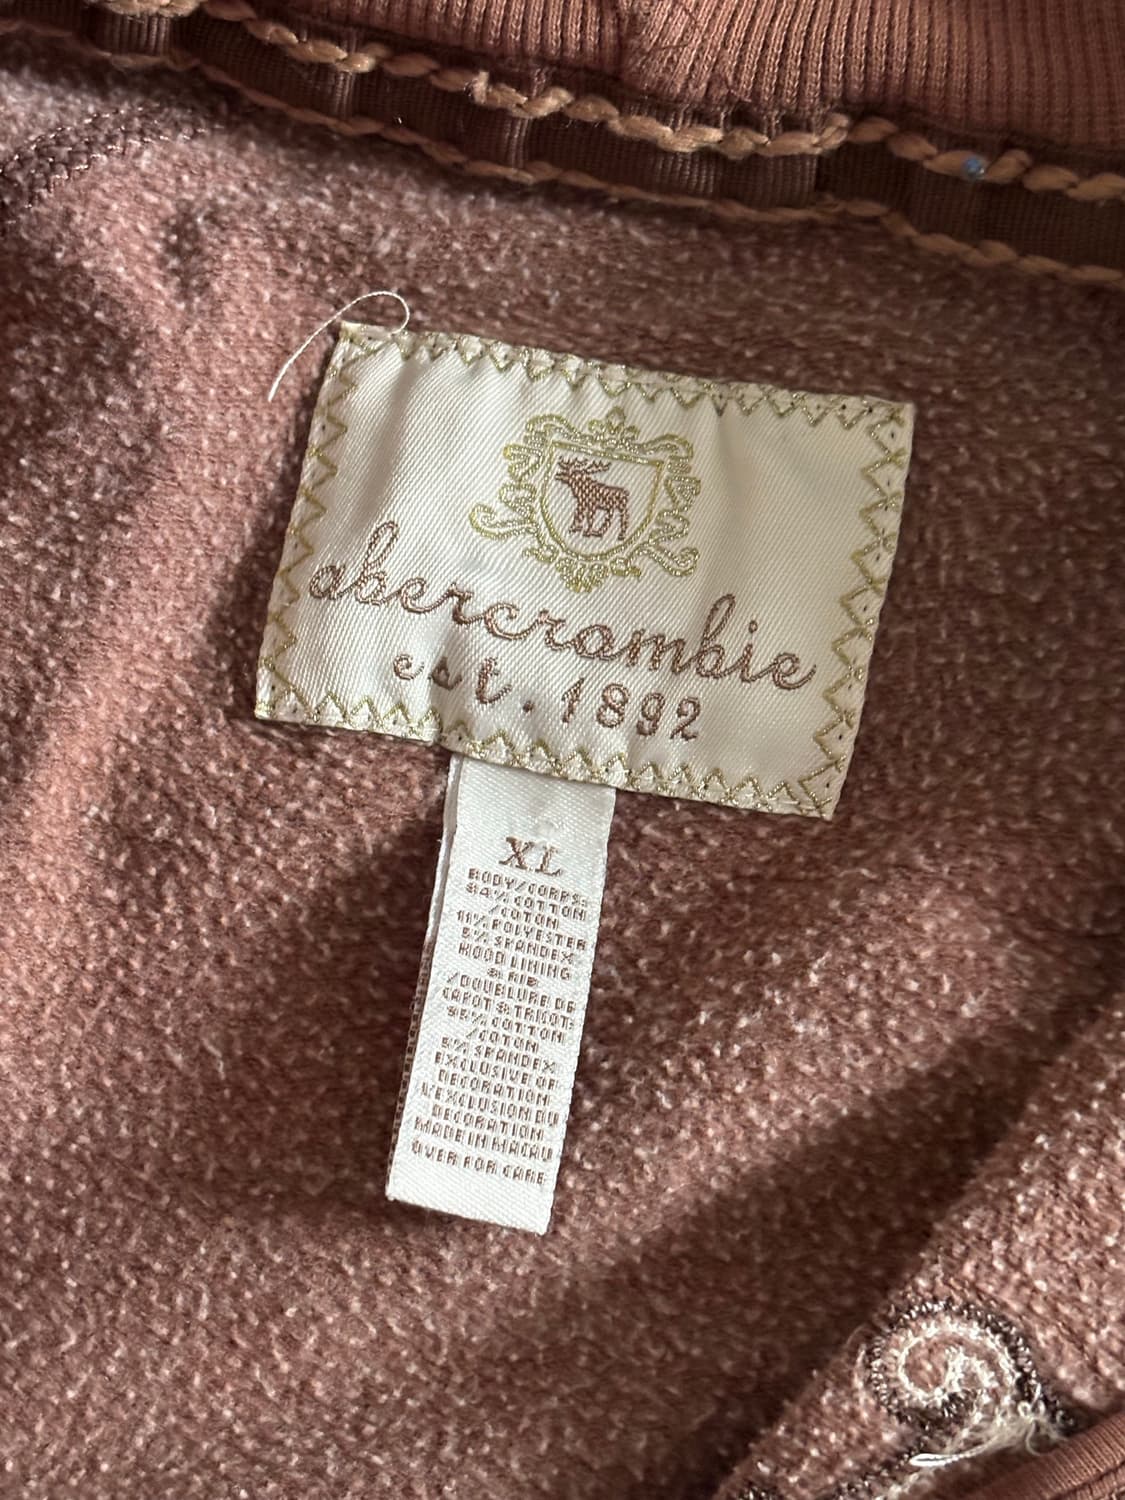 abercrombie
est. 1892
XL
BODY/CORPS:
84% COTTON
/COTON
11% POLYESTER
5% SPANDEX
HOOD LINING
& RIB
/DOUBLURE DE
CAPOT & TRICOT:
95% COTTON
/COTON
5% SPANDEX
EXCLUSIVE OF
DECORATION
L'EXCLUSION DU
DECORATION
MADE IN MACAU
OVER FOR CARE